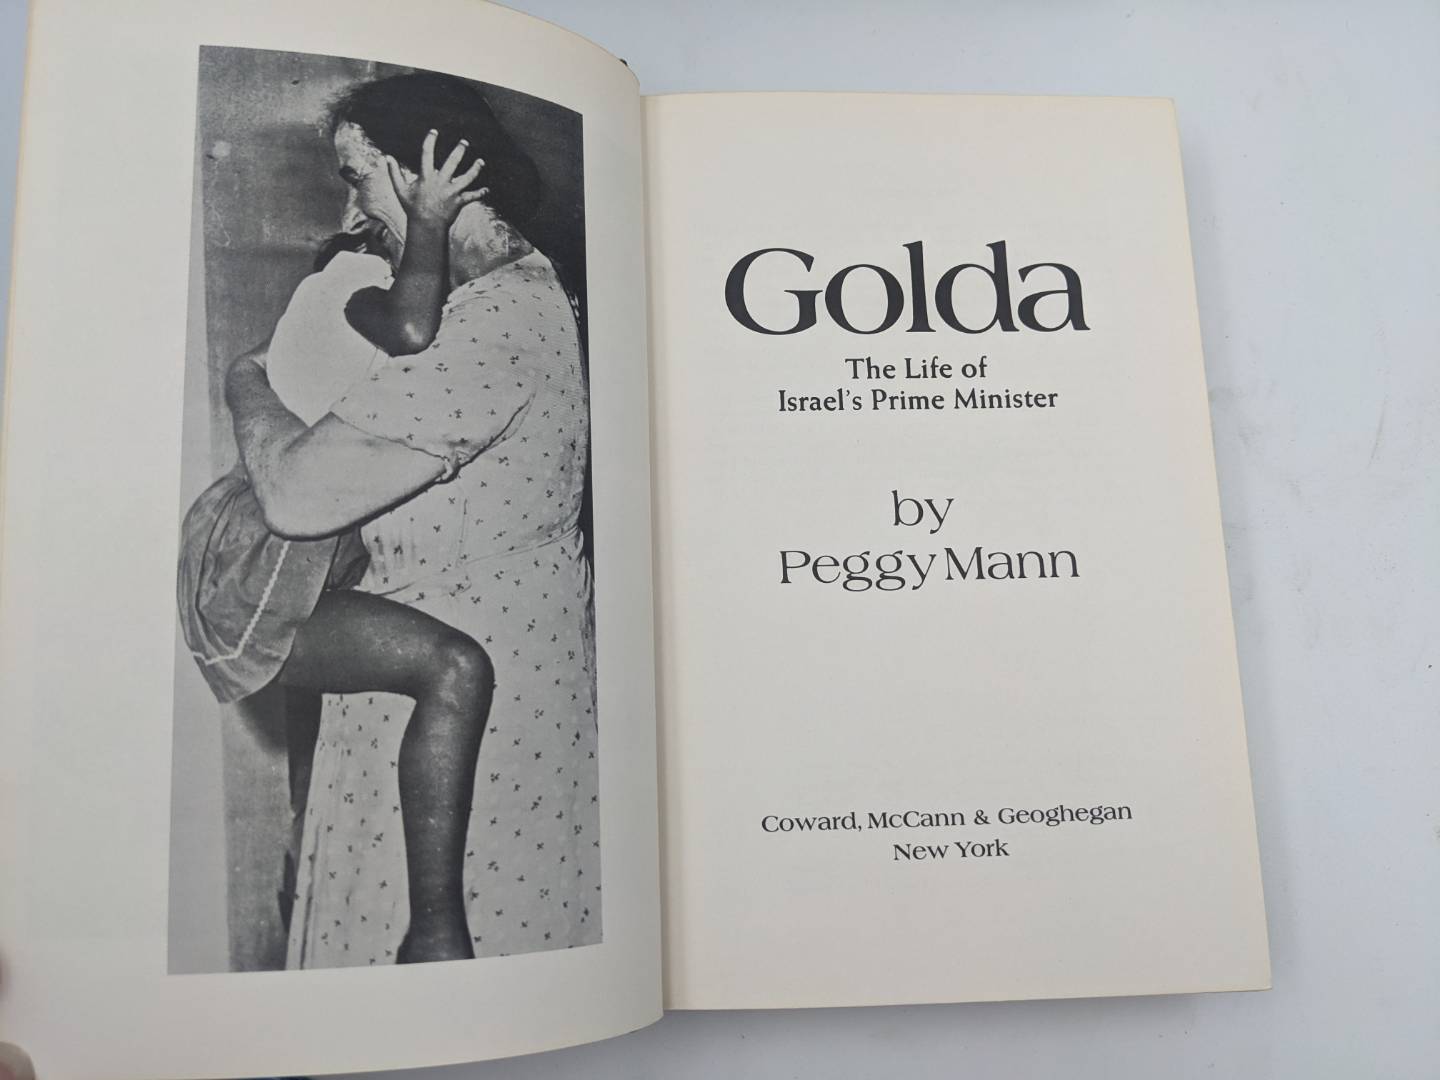 Golda
The Life of
Israel's Prime Minister
by
Peggy Mann
Coward, McCann & Geoghegan
New York